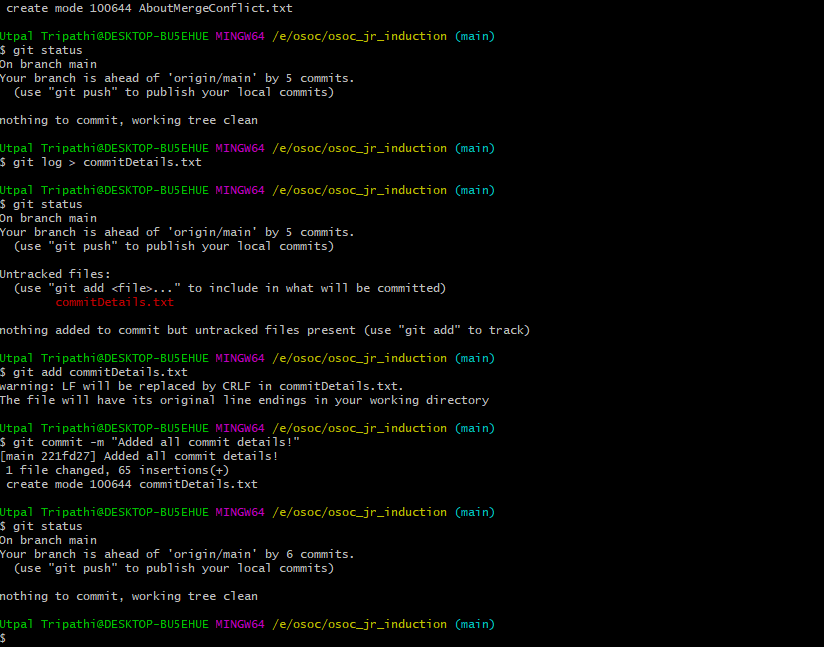 create mode 100644 AboutMergeConflict.txt
Utpal Tripathi@DESKTOP-BU5EHUE MINGW64 /e/osoc/osoc_jr_induction (main)
$ git status
On branch main
Your branch is ahead of 'origin/main' by 5 commits.
(use "git push" to publish your local commits)
nothing to commit, working tree clean
Utpal Tripathi@DESKTOP-BU5EHUE MINGW64 /e/osoc/osoc_jr_induction (main)
$ git log > commitDetails.txt
Utpal Tripathi@DESKTOP-BU5EHUE MINGW64 /e/osoc/osoc_jr_induction (main)
$ git status
On branch main
Your branch is ahead of 'origin/main' by 5 commits.
(use "git push" to publish your local commits)
Untracked files:
(use "git add <file>..." to include in what will be committed)
commitDetails.txt
nothing added to commit but untracked files present (use "git add" to track)
Utpal Tripathi@DESKTOP-BU5EHUE MINGW64 /e/osoc/osoc_jr_induction (main)
$ git add commitDetails.txt
warning: LF will be replaced by CRLF in commitDetails.txt.
The file will have its original line endings in your working directory
Utpal Tripathi@DESKTOP-BU5EHUE MINGW64 /e/osoc/osoc_jr_induction (main)
$ git commit -m "Added all commit details!"
[main 221fd27] Added all commit details!
1 file changed, 65 insertions(+)
create mode 100644 commitDetails.txt
Utpal Tripathi@DESKTOP-BU5EHUE MINGW64 /e/osoc/osoc_jr_induction (main)
$ git status
On branch main
Your branch is ahead of 'origin/main' by 6 commits.
(use "git push" to publish your local commits)
nothing to commit, working tree clean
Utpal Tripathi@DESKTOP-BU5EHUE MINGW64 /e/osoc/osoc_jr_induction (main)
$